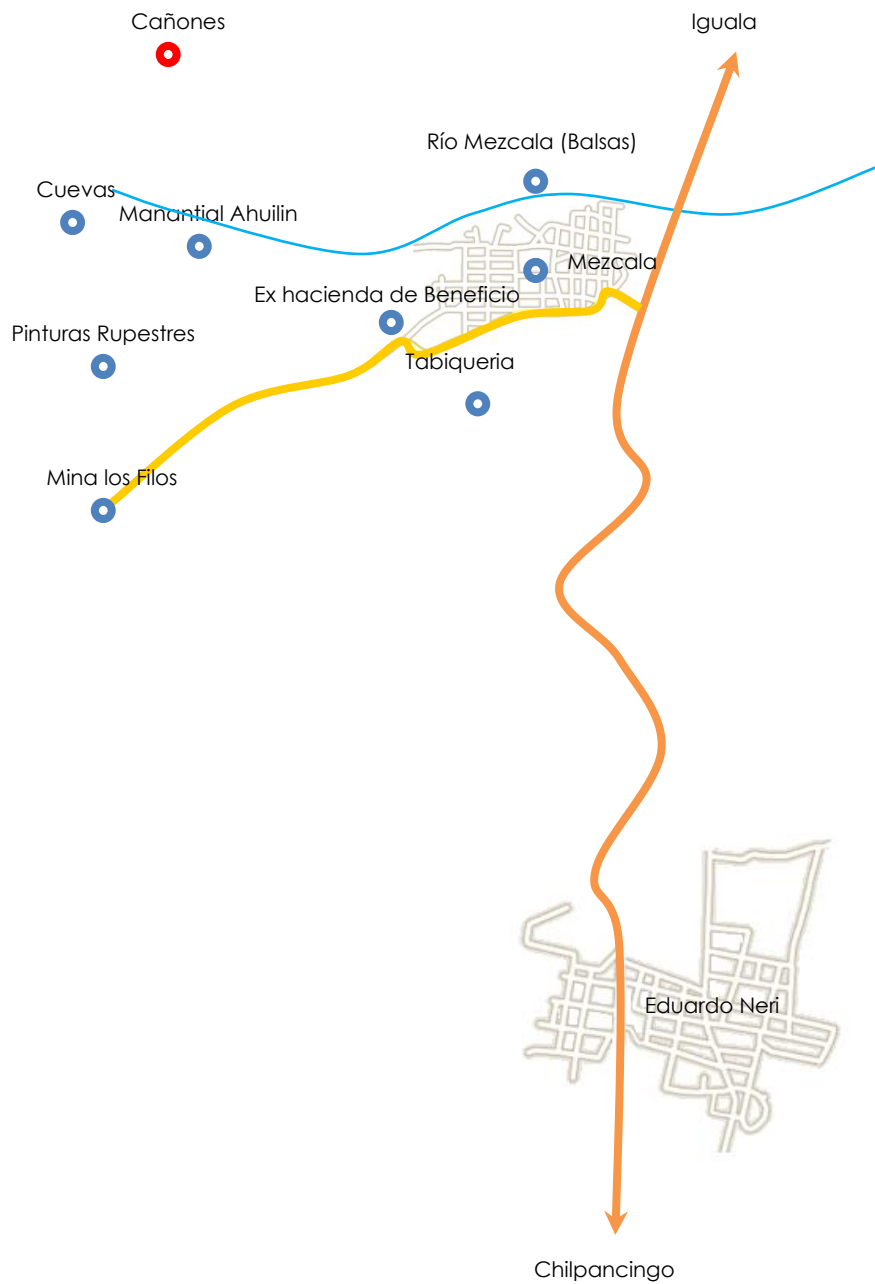 Cañones
Iguala
Río Mezcala (Balsas)
Cuevas
Manantial Ahuilin
Mezcala
Ex hacienda de Beneficio
Pinturas Rupestres
Tabiqueria
Mina los Filos
Eduardo Neri
Chilpancingo